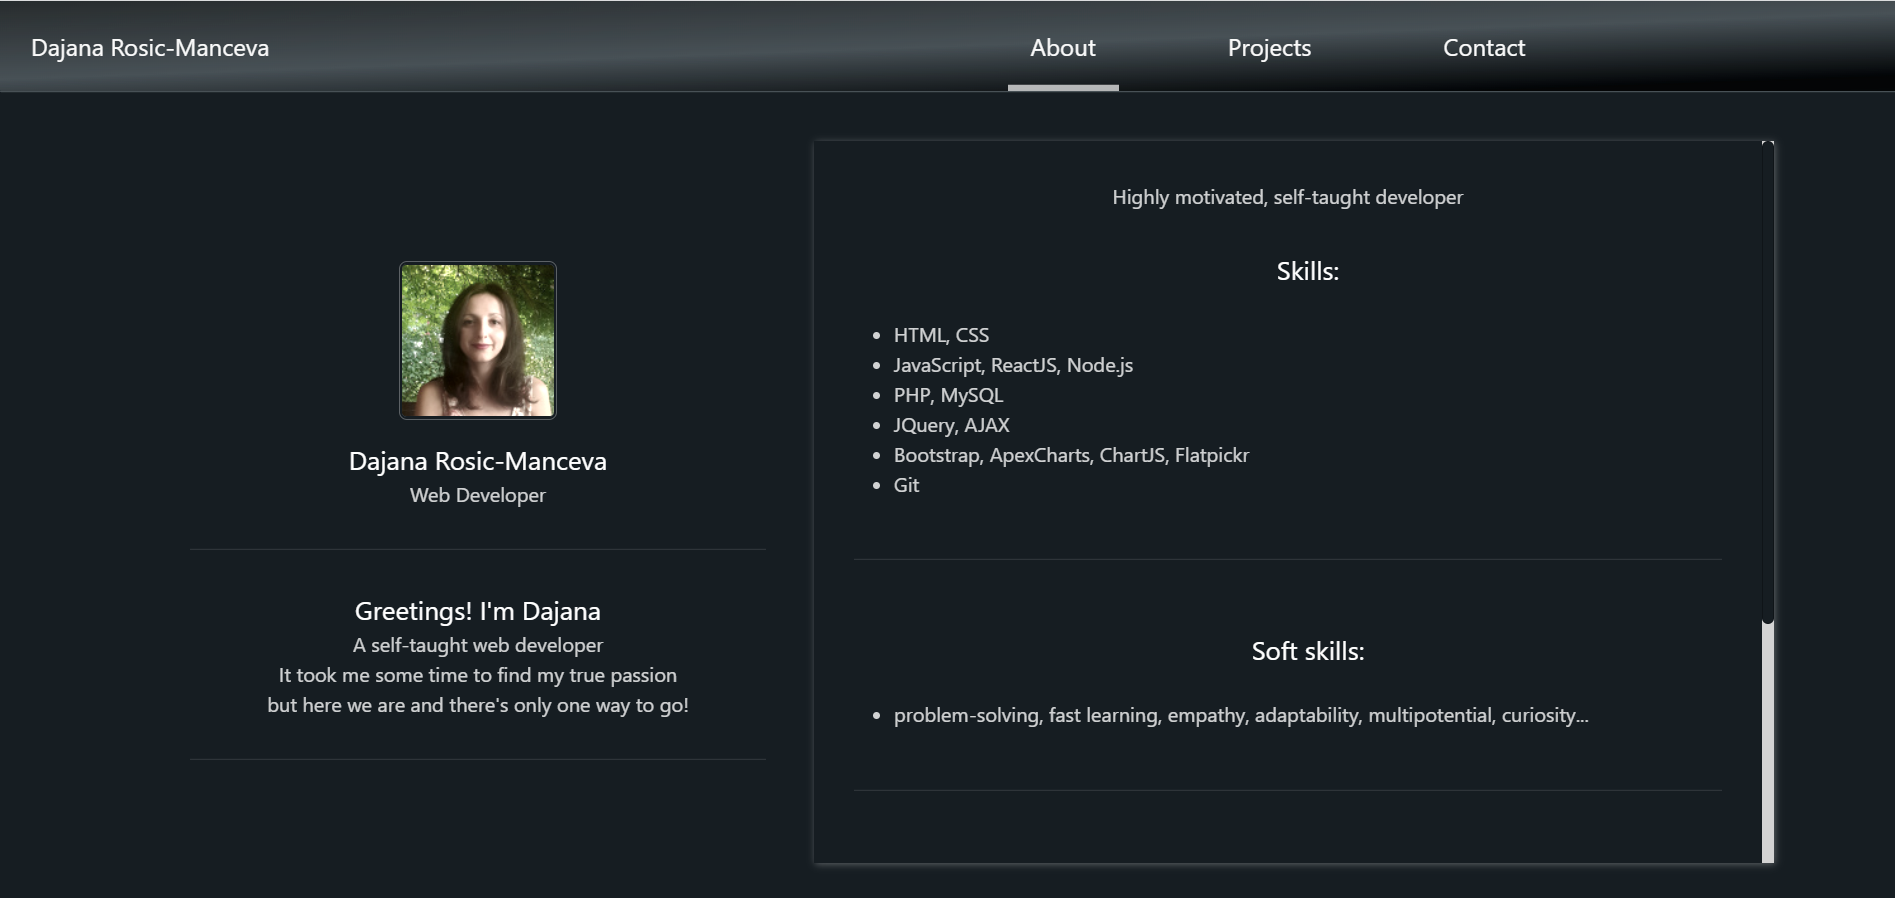 Dajana Rosic-Manceva
About
Projects
Contact
Dajana Rosic-Manceva
Web Developer
Greetings! I'm Dajana
A self-taught web developer
It took me some time to find my true passion
but here we are and there's only one way to go!
Highly motivated, self-taught developer
Skills:
• HTML, CSS
• JavaScript, ReactJS, Node.js
• PHP, MySQL
• JQuery, AJAX
• Bootstrap, ApexCharts, ChartJS, Flatpickr
• Git
Soft skills:
• problem-solving, fast learning, empathy, adaptability, multipotential, curiosity...